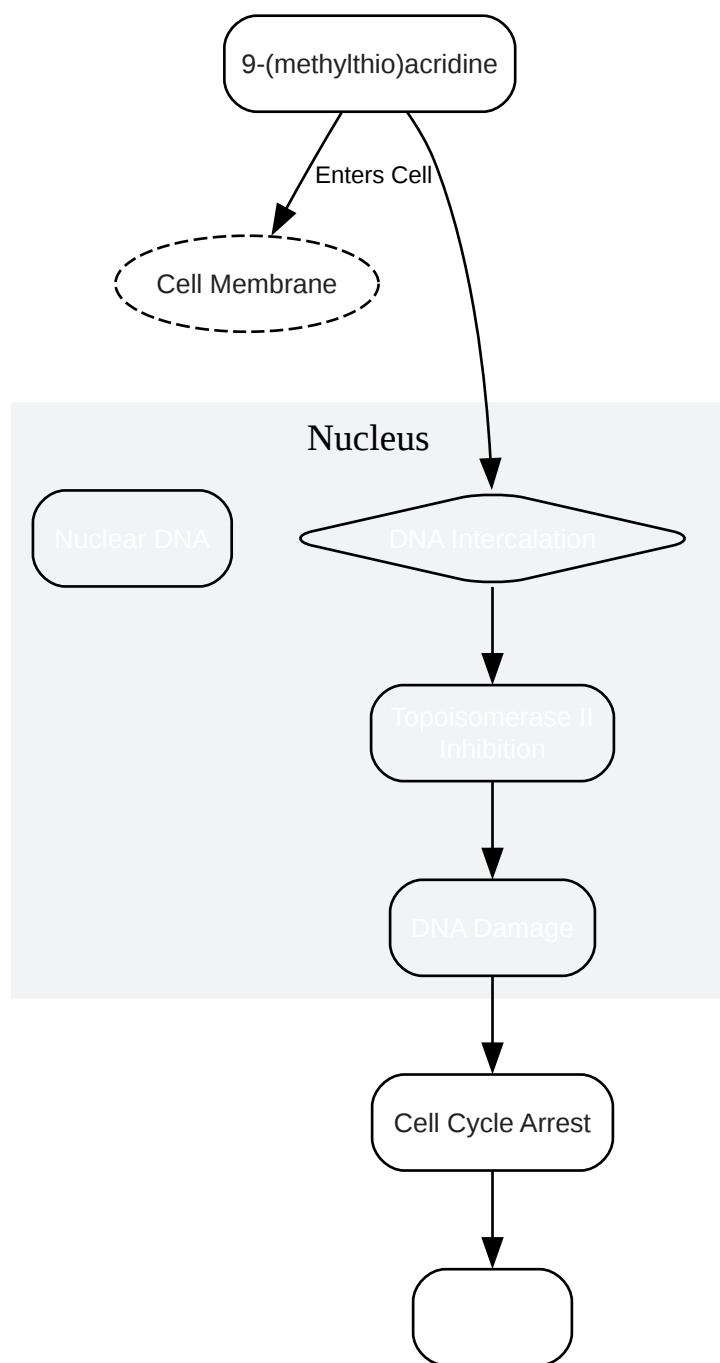 9-(methylthio)acridine
Enters Cell
Cell Membrane
Nucleus
Nuclear DNA
DNA Intercalation
Topoisomerase II
Inhibition
DNA Damage
Cell Cycle Arrest